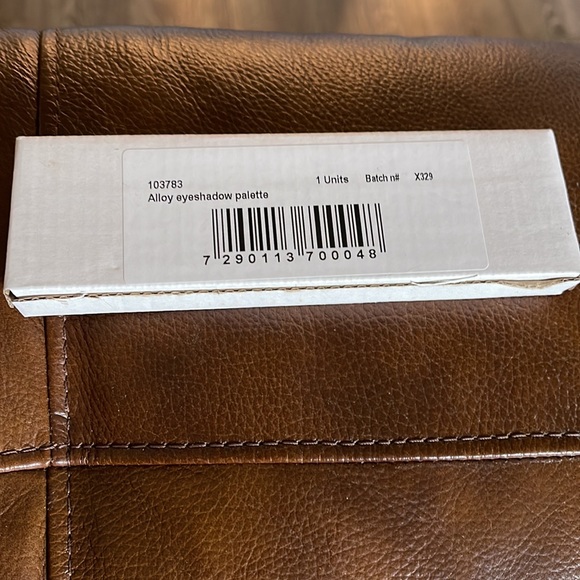 103783 1 Units Batch n# X329
Alloy eyeshadow palette
7 290113 700048